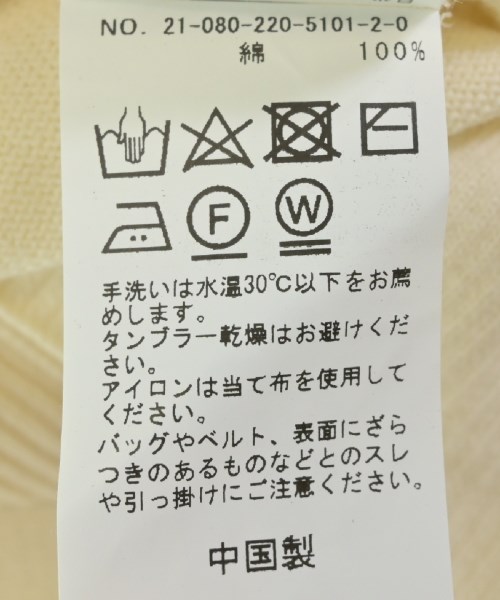 NO. 21-080-220-5101-2-0
綿 100%
F W
手洗いは水温30℃以下をお薦
めします。
タンブラー乾燥はお避けくだ
さい。
アイロンは当て布を使用して
ください。
バッグやベルト、表面にざら
つきのあるものなどとのスレ
や引っ掛けにご注意ください。
中国製